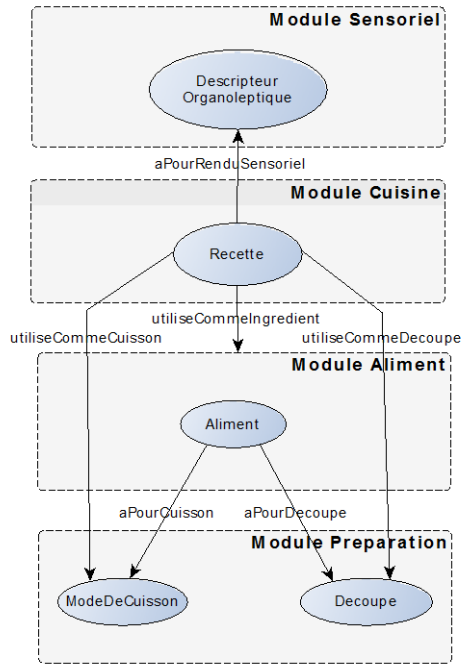 Module Sensoriel
Descripteur
Organoleptique
aPourRenduSensoriel
Module Cuisine
Recette
utiliseCommeIngredient
utiliseCommeCuisson
utiliseCommeDecoupe
Module Aliment
Aliment
aPourCuisson
aPourDecoupe
Module Preparation
ModeDeCuisson
Decoupe